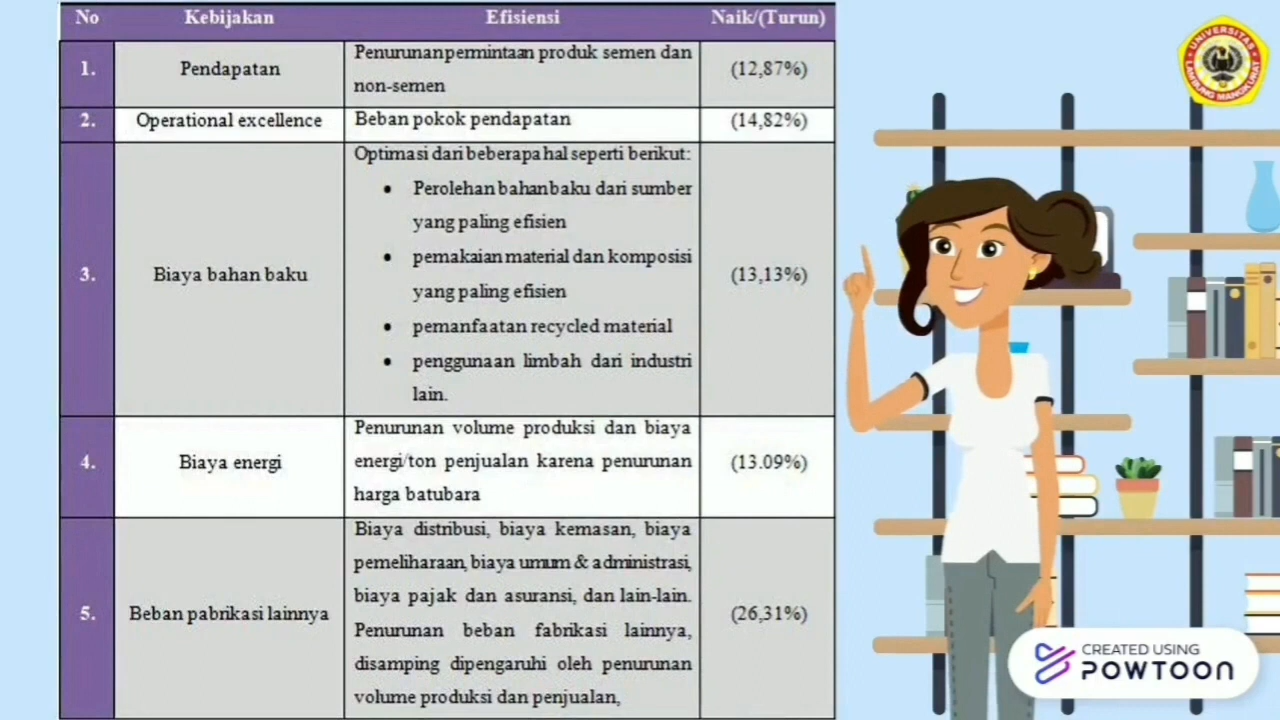 No Kebijakan Efisiensi Naik/(Turun)
1. Pendapatan Penurunan permintaan produk semen dan
non-semen (12,87%)
2. Operational excellence Beban pokok pendapatan (14,82%)
Optimasi dari beberapa hal seperti berikut:
• Perolehan bahan baku dari sumber
yang paling efisien
• pemakaian material dan komposisi
3. Biaya bahan baku (13,13%)
yang paling efisien
• pemanfaatan recycled material
• penggunaan limbah dari industri
lain.
Penurunan volume produksi dan biaya
4. Biaya energi energi/ton penjualan karena penurunan (13.09%)
harga batubara
Biaya distribusi, biaya kemasan, biaya
pemeliharaan, biaya umum & administrasi,
biaya pajak dan asuransi, dan lain-lain.
5. Beban pabrikasi lainnya (26,31%)
Penurunan beban fabrikasi lainnya,
disamping dipengaruhi oleh penurunan
volume produksi dan penjualan,
UNIVERSITAS
LAMBUNG MANGKURAT
CREATED USING
POWTOON